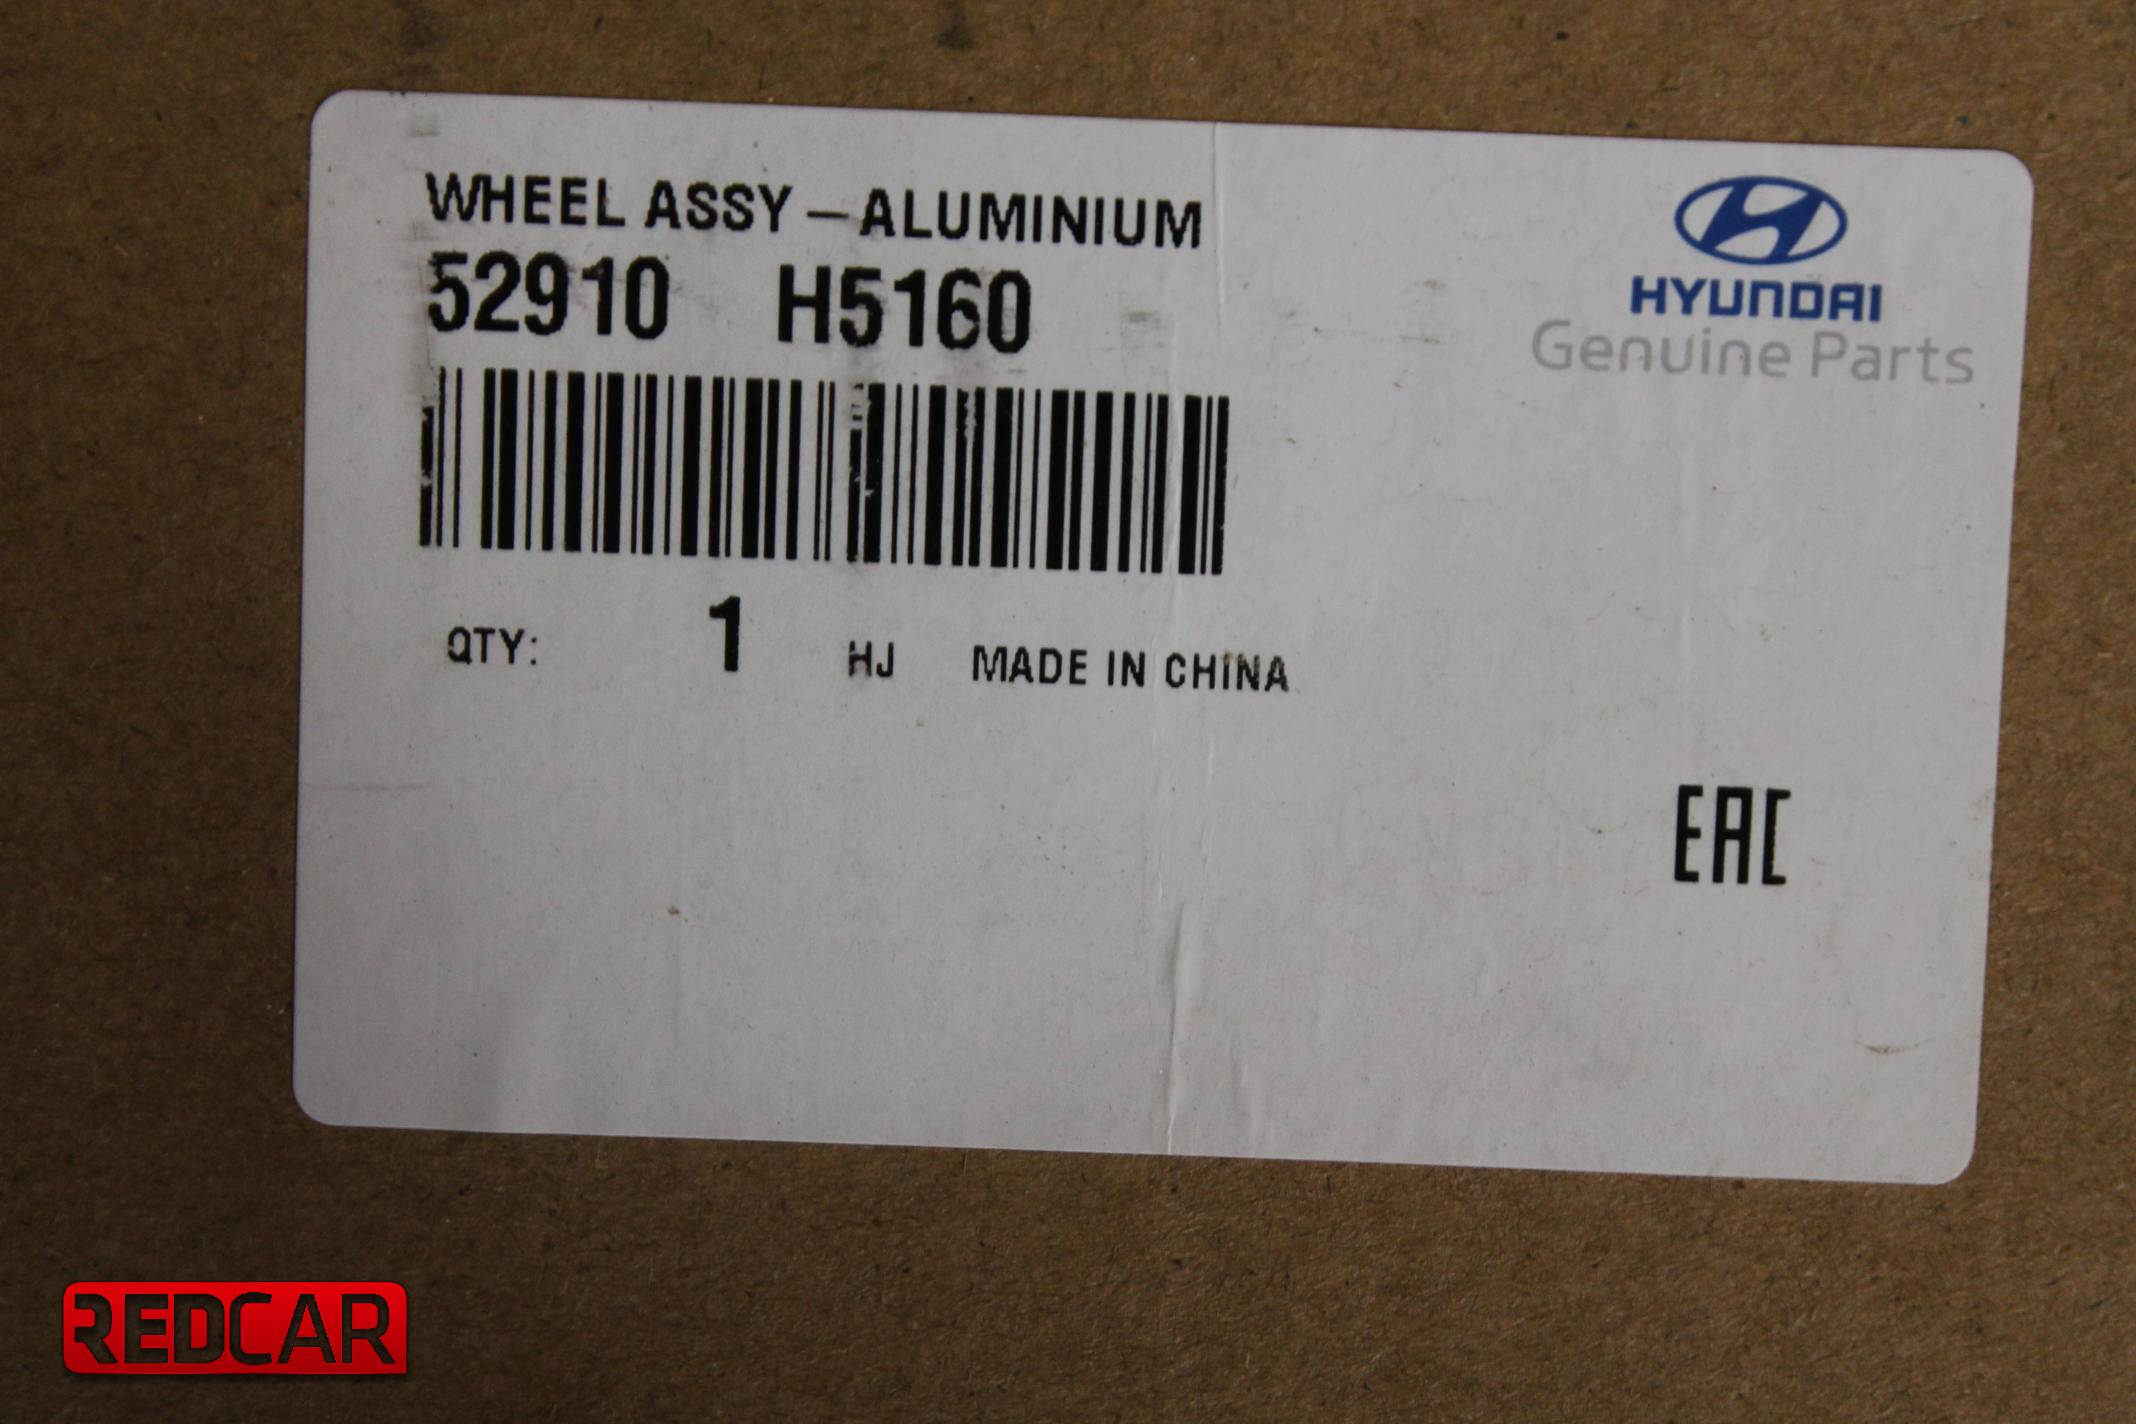 WHEEL ASSY-ALUMINIUM
52910 H5160
HYUNDAI
Genuine Parts
QTY: 1 HJ MADE IN CHINA
EAC
REDCAR